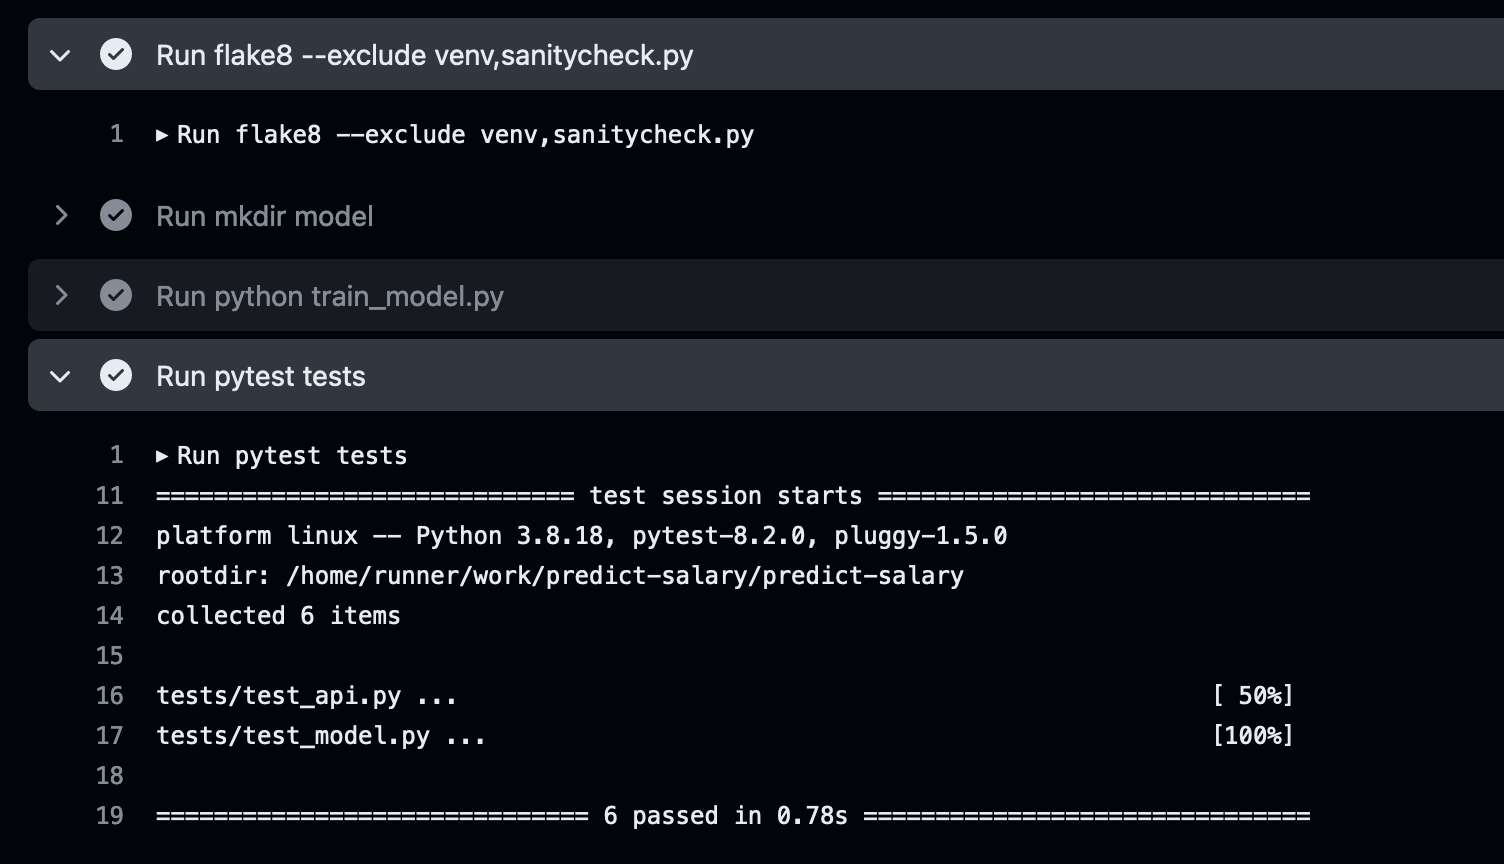 Run flake8 --exclude venv,sanitycheck.py
1 ▸ Run flake8 --exclude venv,sanitycheck.py
Run mkdir model
Run python train_model.py
Run pytest tests
1 ▸ Run pytest tests
11 ============================= test session starts ==============================
12 platform linux -- Python 3.8.18, pytest-8.2.0, pluggy-1.5.0
13 rootdir: /home/runner/work/predict-salary/predict-salary
14 collected 6 items
15
16 tests/test_api.py ... [ 50%]
17 tests/test_model.py ... [100%]
18
19 ============================== 6 passed in 0.78s ===============================